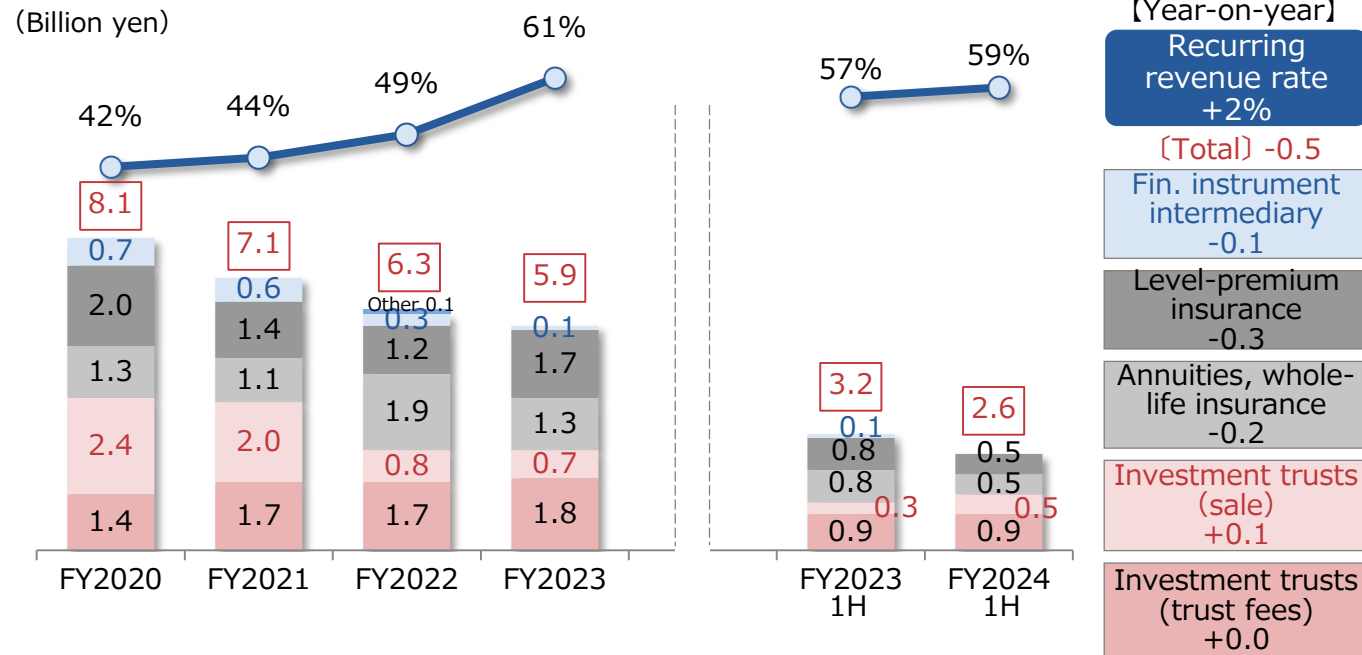 (Billion yen)
42%
44%
49%
61%
57%
59%
8.1
0.7
2.0
1.3
2.4
1.4
7.1
0.6
1.4
1.1
2.0
1.7
6.3
Other 0.1
0.3
1.2
1.9
0.8
1.7
5.9
0.1
1.7
1.3
0.7
1.8
3.2
0.1
0.8
0.8
0.3
0.9
2.6
0.5
0.5
0.5
0.9
FY2020
FY2021
FY2022
FY2023
FY2023
1H
FY2024
1H
【Year-on-year】
Recurring
revenue rate
+2%
〔Total〕 -0.5
Fin. instrument
intermediary
-0.1
Level-premium
insurance
-0.3
Annuities, whole-
life insurance
-0.2
Investment trusts
(sale)
+0.1
Investment trusts
(trust fees)
+0.0